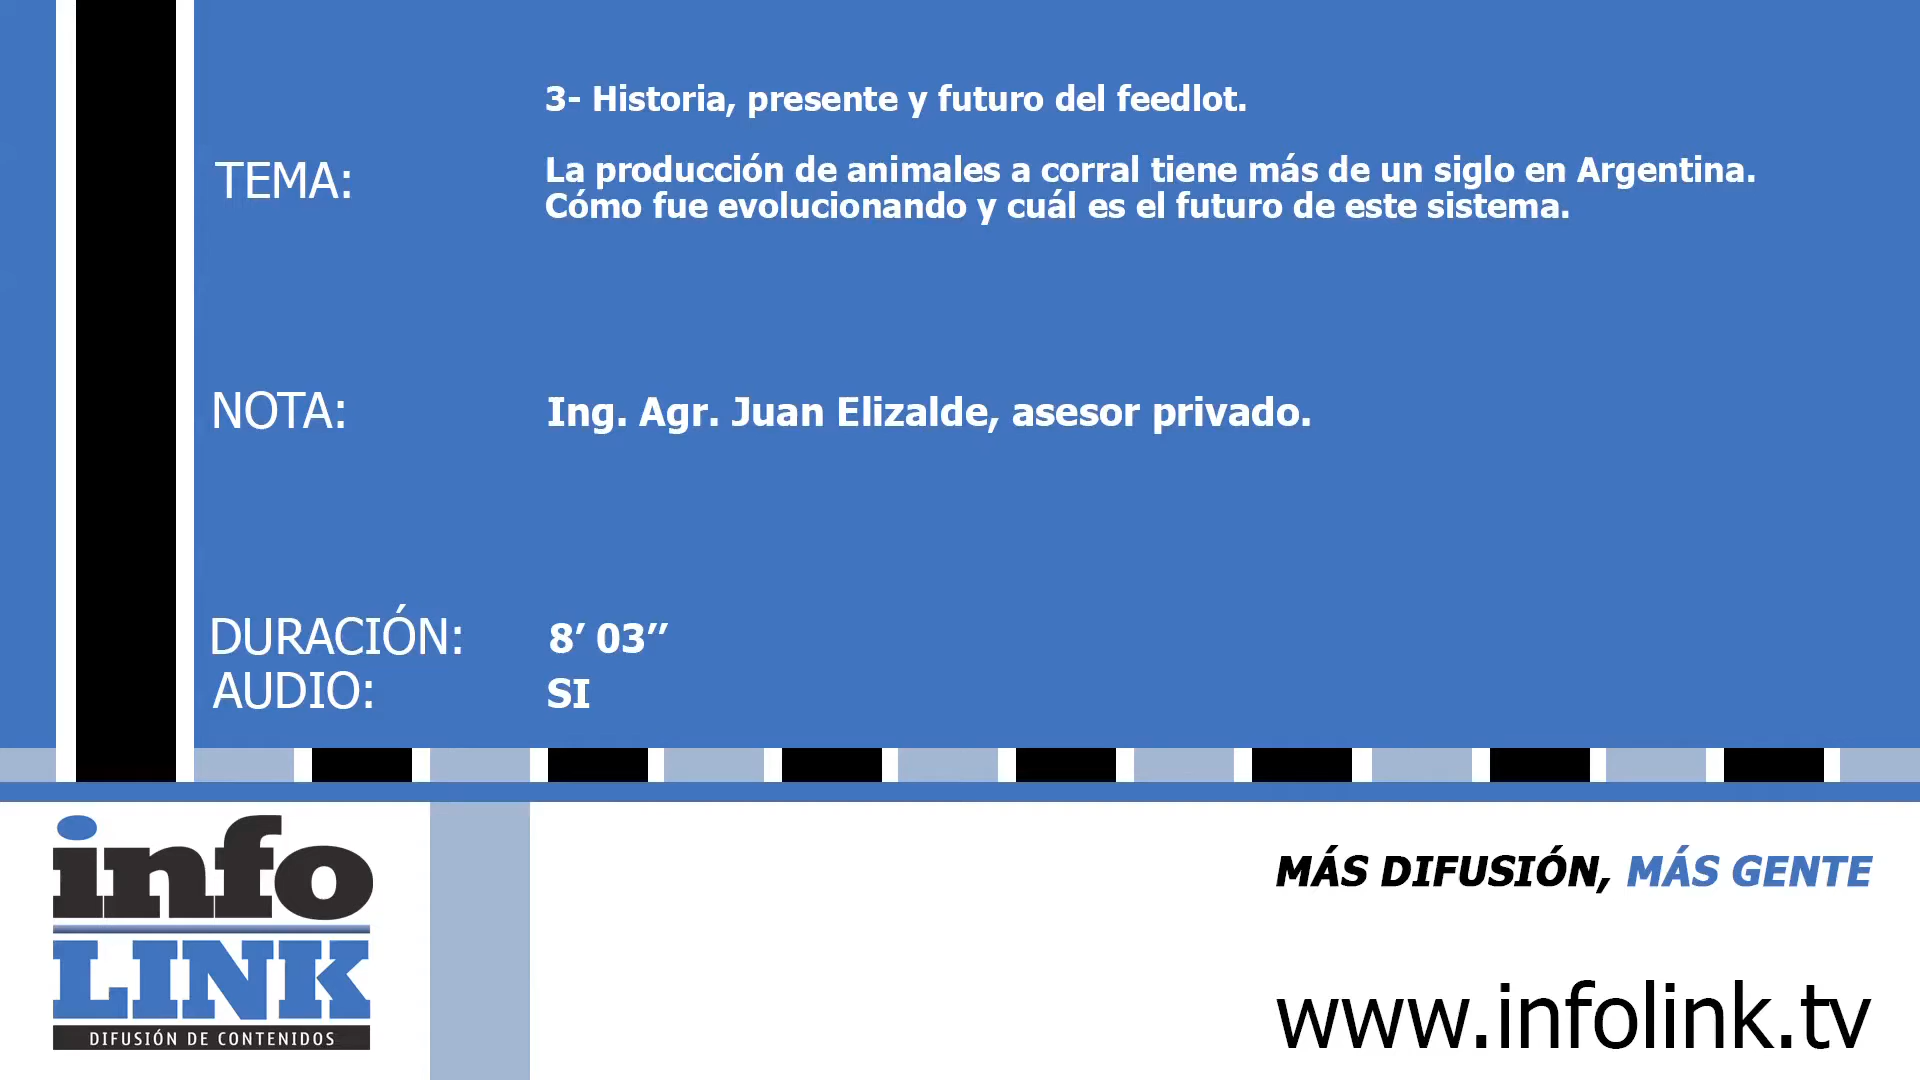 3- Historia, presente y futuro del feedlot.
TEMA:
La producción de animales a corral tiene más de un siglo en Argentina.
Cómo fue evolucionando y cuál es el futuro de este sistema.
NOTA:
Ing. Agr. Juan Elizalde, asesor privado.
DURACIÓN:
8’ 03’’
AUDIO:
SI
info
LINK
DIFUSIÓN DE CONTENIDOS
MÁS DIFUSIÓN, MÁS GENTE
www.infolink.tv